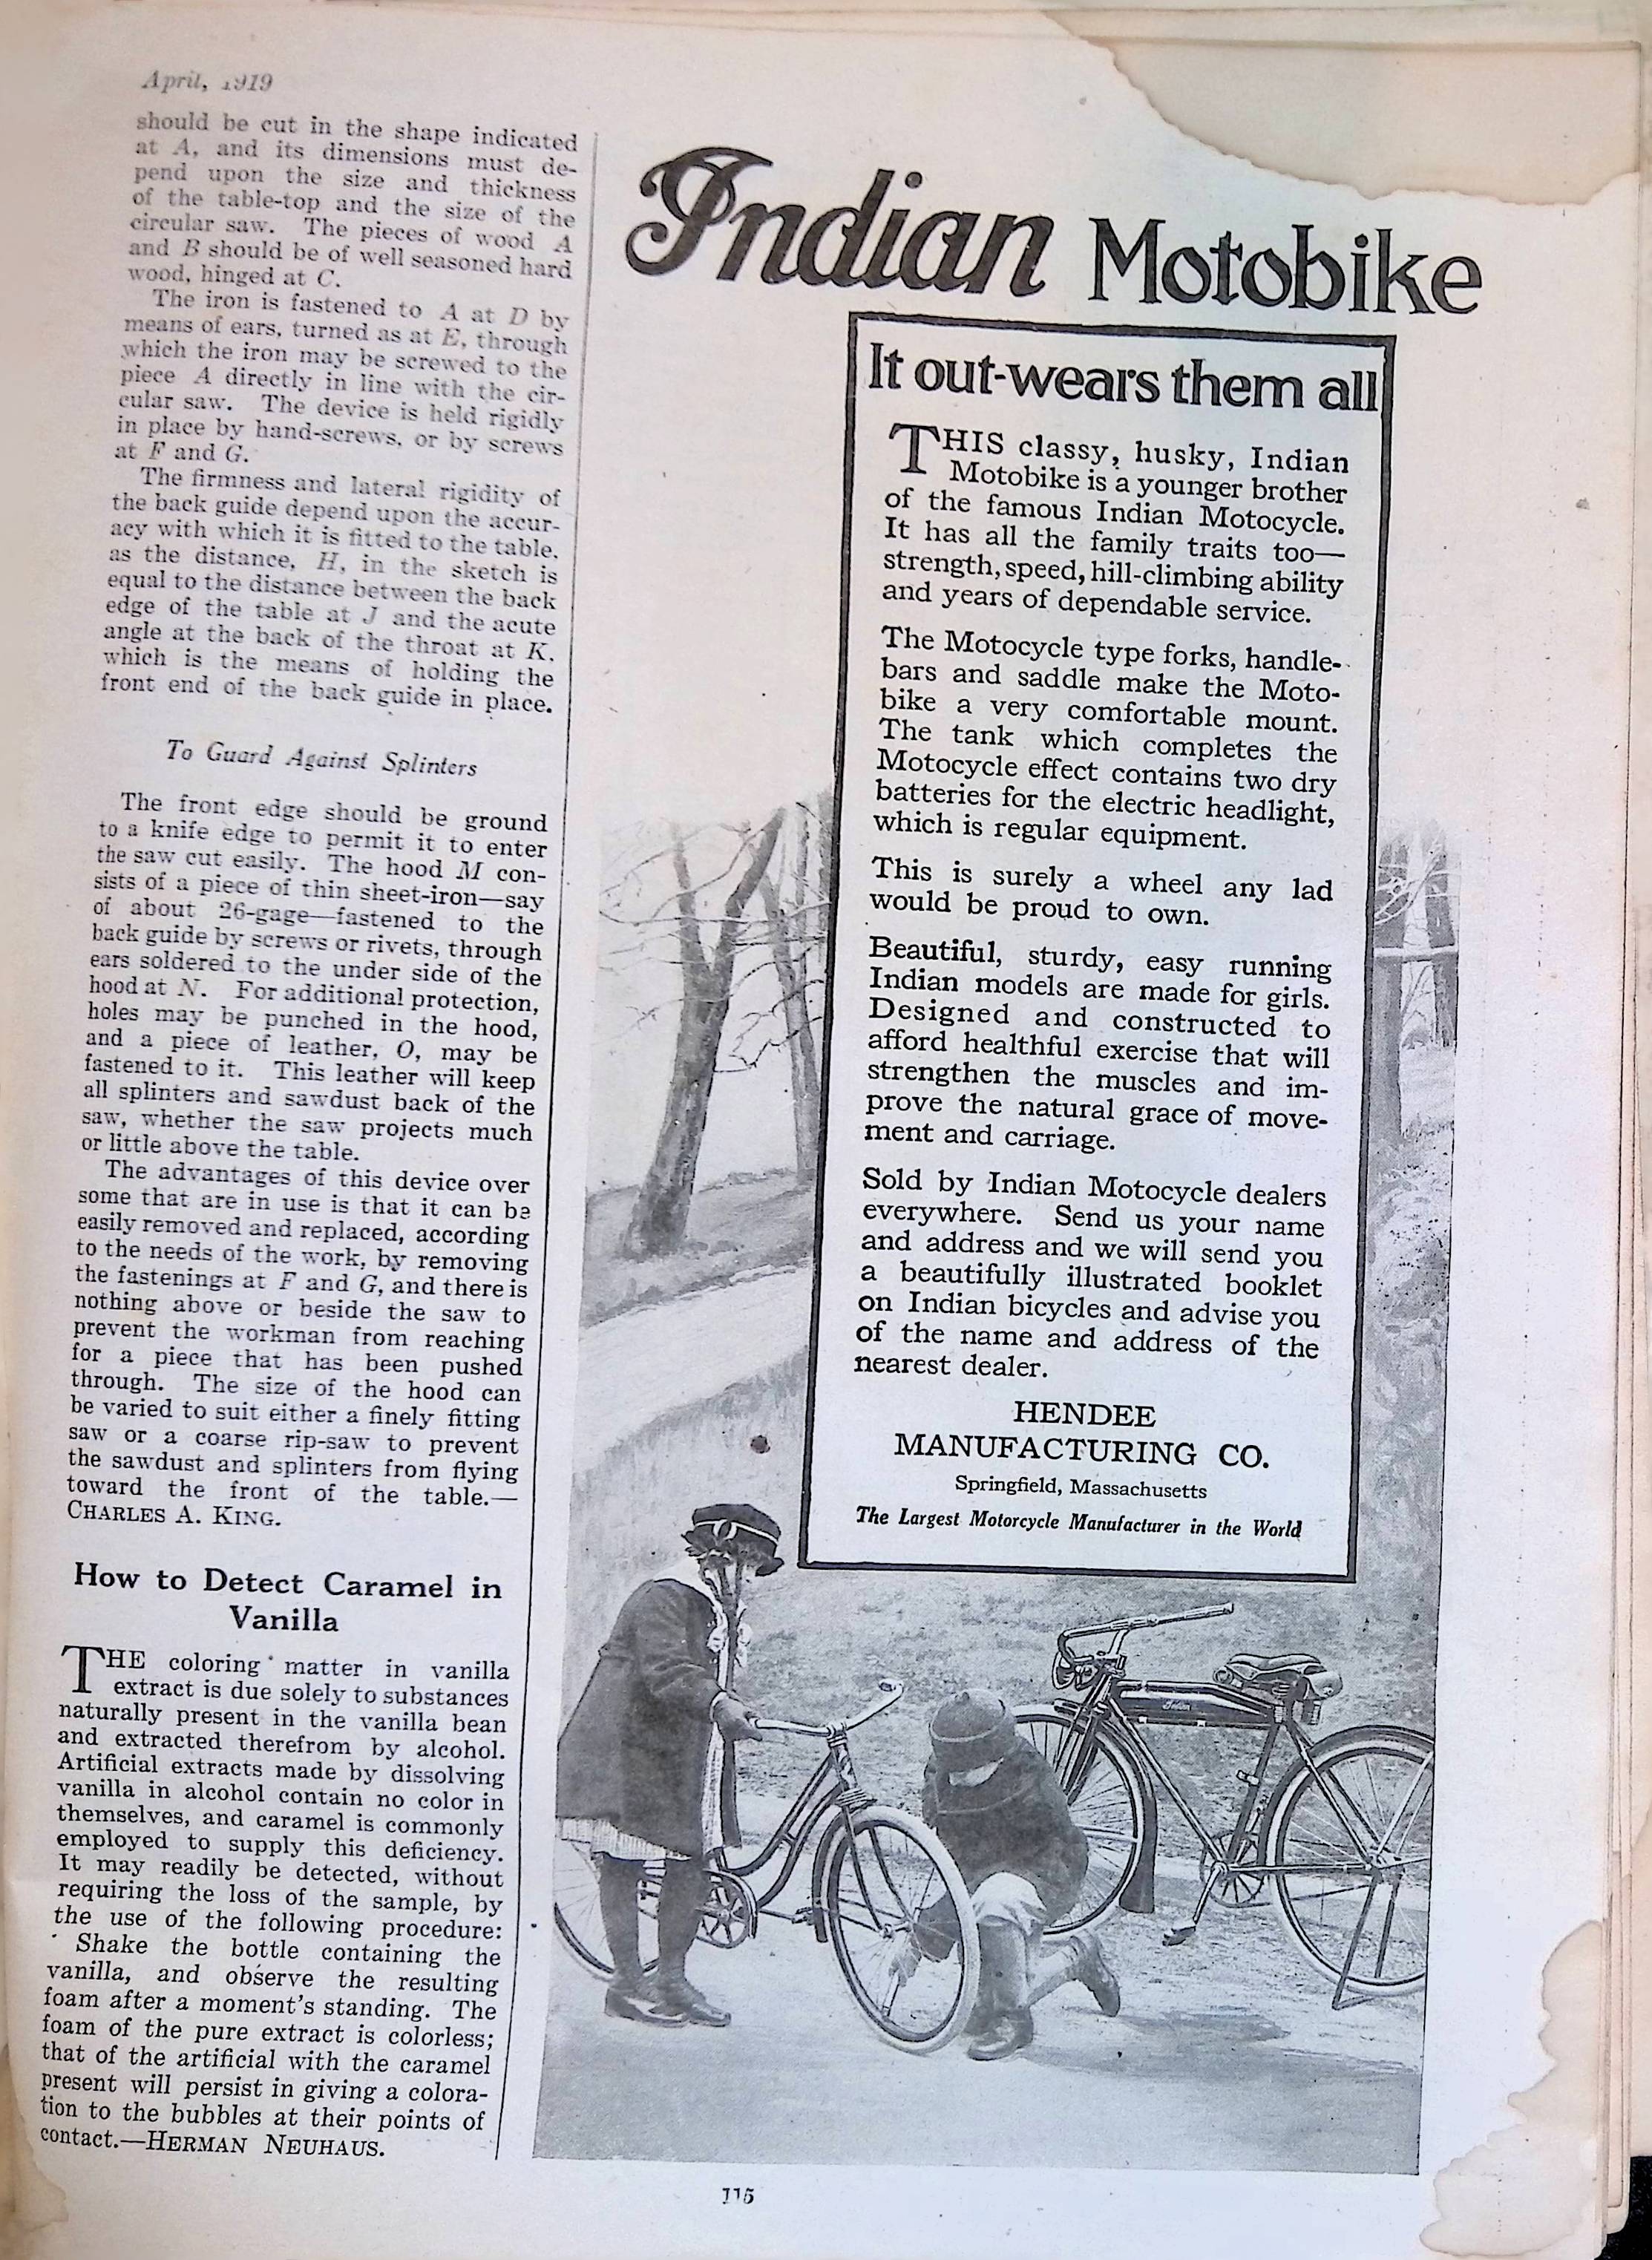 April, 1919
should be cut in the shape indicated
at A, and its dimensions must de-
pend upon the size and thickness
of the table-top and the size of the
circular saw. The pieces of wood A
and B should be of well seasoned hard
wood, hinged at C.
The iron is fastened to A at D by
means of ears, turned as at E, through
which the iron may be screwed to the
piece A directly in line with the cir-
cular saw. The device is held rigidly
in place by hand-screws, or by screws
at F and G.
The firmness and lateral rigidity of
the back guide depend upon the accur-
acy with which it is fitted to the table,
as the distance, H, in the sketch is
equal to the distance between the back
edge of the table at J and the acute
angle at the back of the throat at K,
which is the means of holding the
front end of the back guide in place.
To Guard Against Splinters
The front edge should be ground
to a knife edge to permit it to enter
the saw cut easily. The hood M con-
sists of a piece of thin sheet-iron—say
of about 26-gage—fastened to the
back guide by screws or rivets, through
ears soldered to the under side of the
hood at N. For additional protection,
holes may be punched in the hood,
and a piece of leather, O, may be
fastened to it. This leather will keep
all splinters and sawdust back of the
saw, whether the saw projects much
or little above the table.
The advantages of this device over
some that are in use is that it can be
easily removed and replaced, according
to the needs of the work, by removing
the fastenings at F and G, and there is
nothing above or beside the saw to
prevent the workman from reaching
for a piece that has been pushed
through. The size of the hood can
be varied to suit either a finely fitting
saw or a coarse rip-saw to prevent
the sawdust and splinters from flying
toward the front of the table.—
CHARLES A. KING.
How to Detect Caramel in
Vanilla
THE coloring matter in vanilla
extract is due solely to substances
naturally present in the vanilla bean
and extracted therefrom by alcohol.
Artificial extracts made by dissolving
vanilla in alcohol contain no color in
themselves, and caramel is commonly
employed to supply this deficiency.
It may readily be detected, without
requiring the loss of the sample, by
the use of the following procedure:
Shake the bottle containing the
vanilla, and observe the resulting
foam after a moment's standing. The
foam of the pure extract is colorless;
that of the artificial with the caramel
present will persist in giving a colora-
tion to the bubbles at their points of
contact.—HERMAN NEUHAUS.
Indian Motobike
It out-wears them all
THIS classy, husky, Indian
Motobike is a younger brother
of the famous Indian Motocycle.
It has all the family traits too—
strength, speed, hill-climbing ability
and years of dependable service.
The Motocycle type forks, handle-
bars and saddle make the Moto-
bike a very comfortable mount.
The tank which completes the
Motocycle effect contains two dry
batteries for the electric headlight,
which is regular equipment.
This is surely a wheel any lad
would be proud to own.
Beautiful, sturdy, easy running
Indian models are made for girls.
Designed and constructed to
afford healthful exercise that will
strengthen the muscles and im-
prove the natural grace of move-
ment and carriage.
Sold by Indian Motocycle dealers
everywhere. Send us your name
and address and we will send you
a beautifully illustrated booklet
on Indian bicycles and advise you
of the name and address of the
nearest dealer.
HENDEE
MANUFACTURING CO.
Springfield, Massachusetts
The Largest Motorcycle Manufacturer in the World
Indian
115